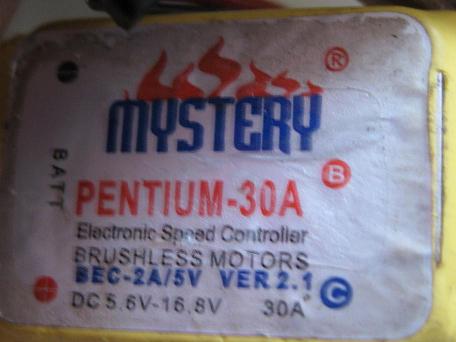 ®
MYSTERY
BATT
B
PENTIUM-30A
Electronic Speed Controller
BRUSHLESS MOTORS
BEC-2A/5V VER 2.1
DC 5.6V-16.8V 30A
C